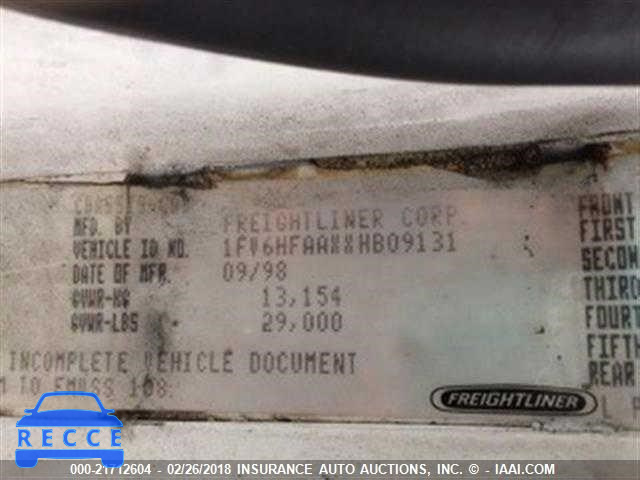 MFD. BY FREIGHTLINER CORP.
VEHICLE ID NO. 1FV6HFAA※※HB09131
DATE OF MFR. 09/98
GVWR-KG 13,154
GVWR-LBS 29,000
INCOMPLETE VEHICLE DOCUMENT
TO
FRONT
FIRST
SECON
THIRD
FOURT
FIFTH
REAR
FREIGHTLINER
RECCE
000-21712604 - 02/26/2018 INSURANCE AUTO AUCTIONS, INC. © - IAAI.COM